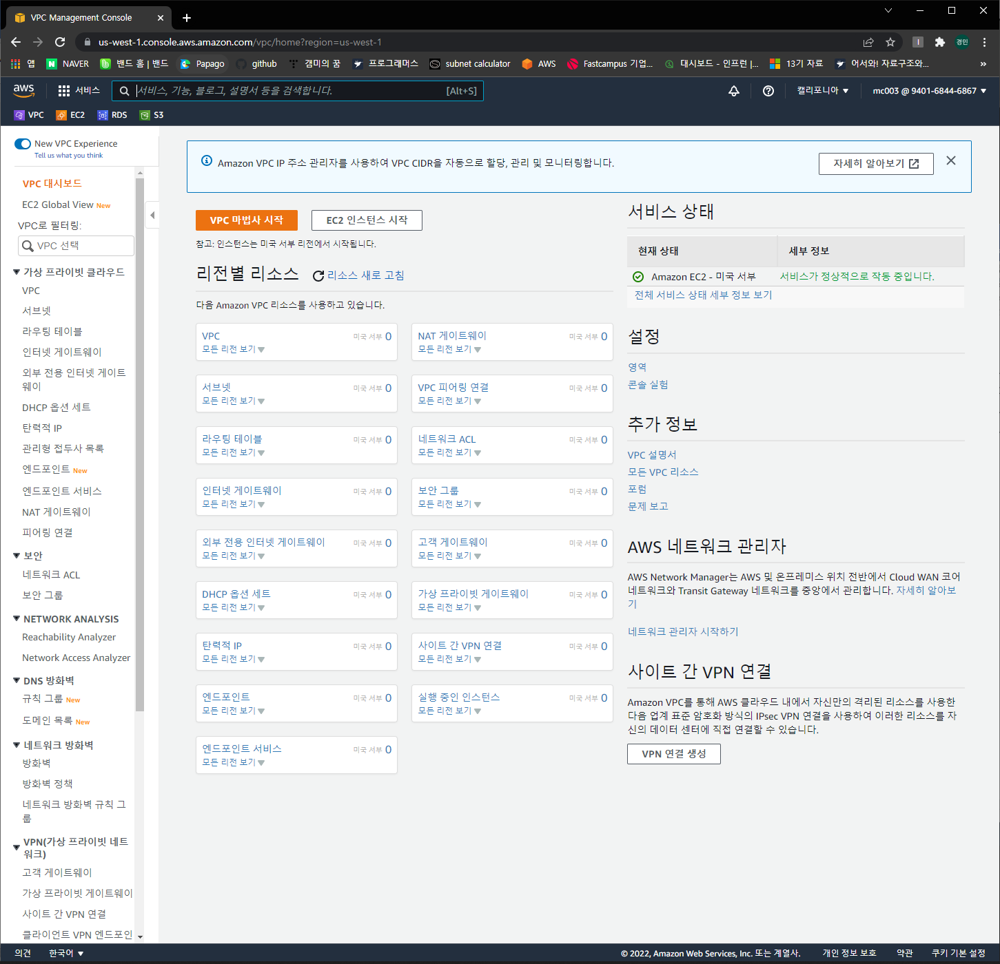 VPC Management Console
us-west-1.console.aws.amazon.com/vpc/home?region=us-west-1
경민
앱
NAVER
밴드 홈 | 밴드
Papago
github
갬미의 꿈
프로그래머스
subnet calculator
AWS
Fastcampus 기업...
대시보드 - 인프런 |...
13기 자료
어서와! 자료구조와...
aws
서비스
서비스, 기능, 블로그, 설명서 등을 검색합니다.
[Alt+S]
캘리포니아 ▼
mc003 @ 9401-6844-6867 ▼
VPC
EC2
RDS
S3
New VPC Experience
Tell us what you think
VPC 대시보드
EC2 Global View New
VPC로 필터링:
VPC 선택
가상 프라이빗 클라우드
VPC
서브넷
라우팅 테이블
인터넷 게이트웨이
외부 전용 인터넷 게이트
웨이
DHCP 옵션 세트
탄력적 IP
관리형 접두사 목록
엔드포인트 New
엔드포인트 서비스
NAT 게이트웨이
피어링 연결
보안
네트워크 ACL
보안 그룹
NETWORK ANALYSIS
Reachability Analyzer
Network Access Analyzer
DNS 방화벽
규칙 그룹 New
도메인 목록 New
네트워크 방화벽
방화벽
방화벽 정책
네트워크 방화벽 규칙 그
룹
VPN(가상 프라이빗 네트
워크)
고객 게이트웨이
가상 프라이빗 게이트웨이
사이트 간 VPN 연결
클라이언트 VPN 엔드포인
Amazon VPC IP 주소 관리자를 사용하여 VPC CIDR을 자동으로 할당, 관리 및 모니터링합니다.
자세히 알아보기
VPC 마법사 시작
EC2 인스턴스 시작
참고: 인스턴스는 미국 서부 리전에서 시작됩니다.
리전별 리소스
리소스 새로 고침
다음 Amazon VPC 리소스를 사용하고 있습니다.
VPC 미국 서부 0
모든 리전 보기
NAT 게이트웨이 미국 서부 0
모든 리전 보기
서브넷 미국 서부 0
모든 리전 보기
VPC 피어링 연결 미국 서부 0
모든 리전 보기
라우팅 테이블 미국 서부 0
모든 리전 보기
네트워크 ACL 미국 서부 0
모든 리전 보기
인터넷 게이트웨이 미국 서부 0
모든 리전 보기
보안 그룹 미국 서부 0
모든 리전 보기
외부 전용 인터넷 게이트웨이 미국 서부 0
모든 리전 보기
고객 게이트웨이 미국 서부 0
모든 리전 보기
DHCP 옵션 세트 미국 서부 0
모든 리전 보기
가상 프라이빗 게이트웨이 미국 서부 0
모든 리전 보기
탄력적 IP 미국 서부 0
모든 리전 보기
사이트 간 VPN 연결 미국 서부 0
모든 리전 보기
엔드포인트 미국 서부 0
모든 리전 보기
실행 중인 인스턴스 미국 서부 0
모든 리전 보기
엔드포인트 서비스 미국 서부 0
모든 리전 보기
서비스 상태
현재 상태
세부 정보
Amazon EC2 - 미국 서부
서비스가 정상적으로 작동 중입니다.
전체 서비스 상태 세부 정보 보기
설정
영역
콘솔 실험
추가 정보
VPC 설명서
모든 VPC 리소스
포럼
문제 보고
AWS 네트워크 관리자
AWS Network Manager는 AWS 및 온프레미스 위치 전반에서 Cloud WAN 코어
네트워크와 Transit Gateway 네트워크를 중앙에서 관리합니다. 자세히 알아보
기
네트워크 관리자 시작하기
사이트 간 VPN 연결
Amazon VPC를 통해 AWS 클라우드 내에서 자신만의 격리된 리소스를 사용한
다음 업계 표준 암호화 방식의 IPsec VPN 연결을 사용하여 이러한 리소스를 자
신의 데이터 센터에 직접 연결할 수 있습니다.
VPN 연결 생성
의견
한국어 ▼
© 2022, Amazon Web Services, Inc. 또는 계열사.
개인 정보 보호
약관
쿠키 기본 설정